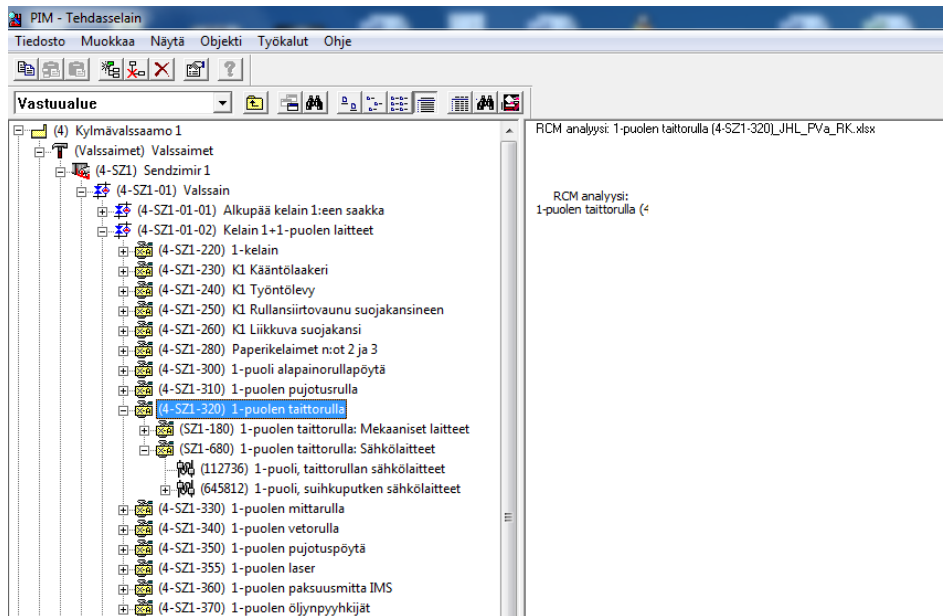 PIM - Tehdasselain
Tiedosto Muokkaa Näytä Objekti Työkalut Ohje
Vastuualue
(4) Kylmävalssaamo 1
(Valssaimet) Valssaimet
(4-SZ1) Sendzimir 1
(4-SZ1-01) Valssain
(4-SZ1-01-01) Alkupää kelain 1:een saakka
(4-SZ1-01-02) Kelain 1+1-puolen laitteet
(4-SZ1-220) 1-kelain
(4-SZ1-230) K1 Kääntölaakeri
(4-SZ1-240) K1 Työntölevy
(4-SZ1-250) K1 Rullansiirtovaunu suojakansineen
(4-SZ1-260) K1 Liikkuva suojakansi
(4-SZ1-280) Paperikelaimet n:ot 2 ja 3
(4-SZ1-300) 1-puoli alapainorullapöytä
(4-SZ1-310) 1-puolen pujotusrulla
(4-SZ1-320) 1-puolen taittorulla
(SZ1-180) 1-puolen taittorulla: Mekaaniset laitteet
(SZ1-680) 1-puolen taittorulla: Sähkölaitteet
(112736) 1-puoli, taittorullan sähkölaitteet
(645812) 1-puoli, suihkuputken sähkölaitteet
(4-SZ1-330) 1-puolen mittarulla
(4-SZ1-340) 1-puolen vetorulla
(4-SZ1-350) 1-puolen pujotuspöytä
(4-SZ1-355) 1-puolen laser
(4-SZ1-360) 1-puolen paksuusmitta IMS
(4-SZ1-370) 1-puolen öljynpyyhkijät
RCM analyysi: 1-puolen taittorulla (4-SZ1-320)_JHL_PVa_RK.xlsx
RCM analyysi:
1-puolen taittorulla (4